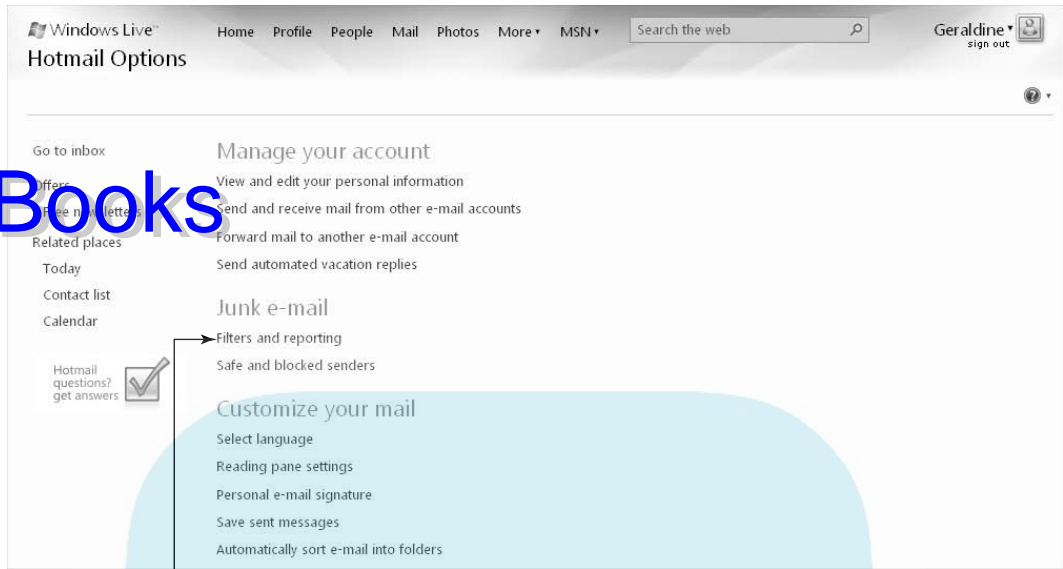 Windows Live™
Home Profile People Mail Photos More MSN Search the web Geraldine
sign out
Hotmail Options
Go to inbox
Offers
Free newsletters
Related places
Today
Contact list
Calendar
Hotmail
questions?
get answers
Books
Manage your account
View and edit your personal information
Send and receive mail from other e-mail accounts
Forward mail to another e-mail account
Send automated vacation replies
Junk e-mail
Filters and reporting
Safe and blocked senders
Customize your mail
Select language
Reading pane settings
Personal e-mail signature
Save sent messages
Automatically sort e-mail into folders